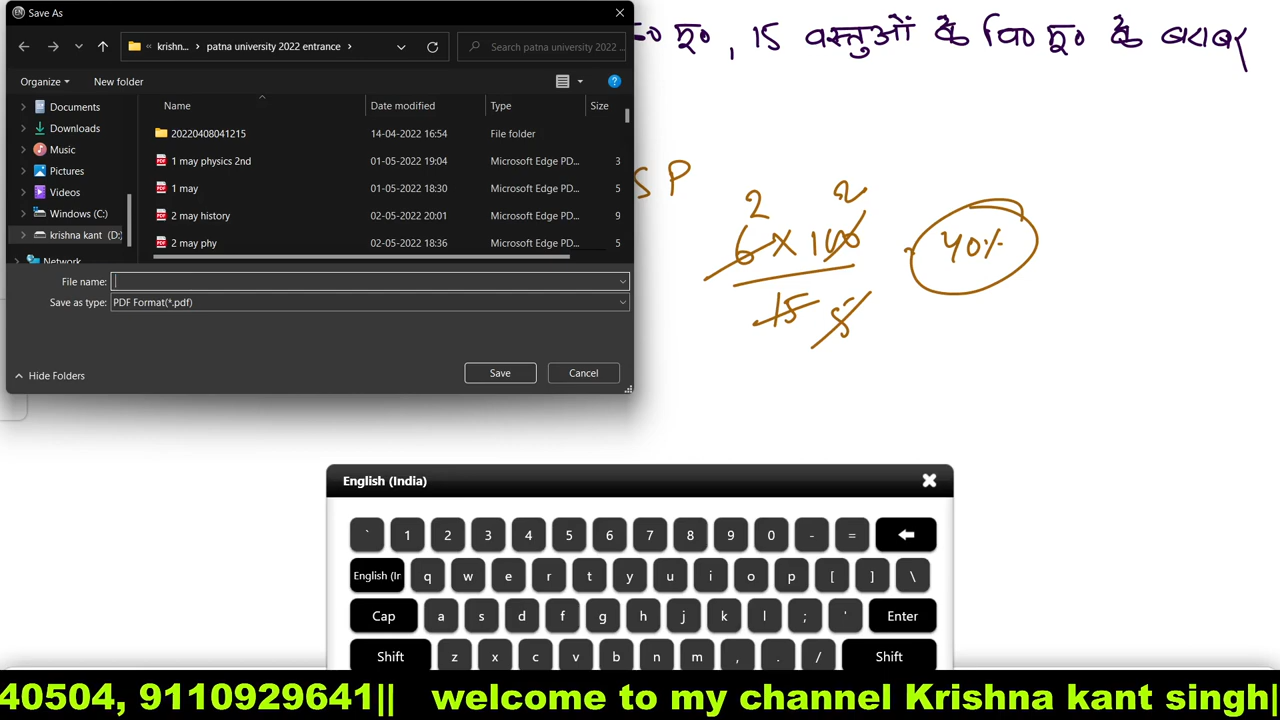 Save As
krishn... patna university 2022 entrance
Search patna university 2022 ...
Organize New folder
Name Date modified Type Size
Documents
Downloads
Music
Pictures
Videos
Windows (C:)
krishna kant (D:
Network
20220408041215 14-04-2022 16:54 File folder
1 may physics 2nd 01-05-2022 19:04 Microsoft Edge PD... 3
1 may 01-05-2022 18:30 Microsoft Edge PD... 5
2 may history 02-05-2022 20:01 Microsoft Edge PD... 9
2 may phy 02-05-2022 18:36 Microsoft Edge PD... 5
File name:
Save as type: PDF Format(*.pdf)
Hide Folders Save Cancel
मू०, 15 वस्तुओं के वि० मू० के बराबर
SP
2 2
6 × 100
15 5
40%
English (India)
` 1 2 3 4 5 6 7 8 9 0 - =
English (Ir q w e r t y u i o p [ ] \
Cap a s d f g h j k l ; ' Enter
Shift z x c v b n m , . / Shift
40504, 9110929641|| welcome to my channel Krishna kant singh|